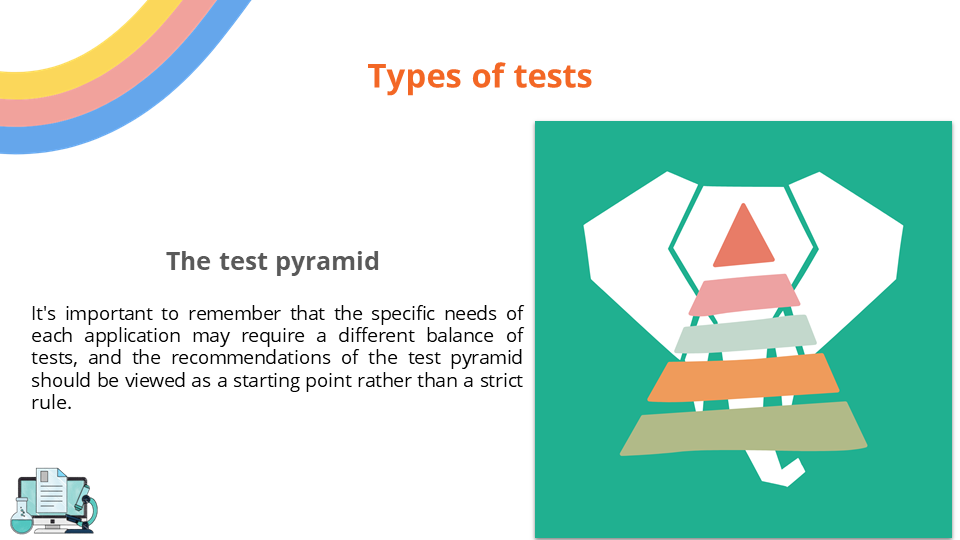 Types of tests
The test pyramid
It's important to remember that the specific needs of
each application may require a different balance of
tests, and the recommendations of the test pyramid
should be viewed as a starting point rather than a strict
rule.